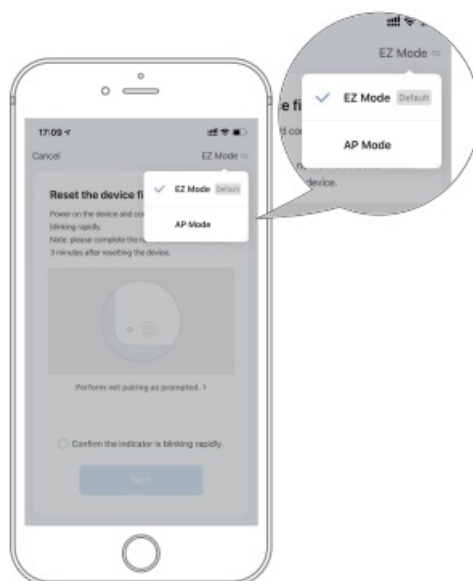 17:09
Cancel
EZ Mode
Reset the device fi
EZ Mode Default
Power on the device and con
blinking rapidly.
AP Mode
Note: please complete the
3 minutes after resetting the device.
Perform net pairing as prompted. >
Confirm the indicator is blinking rapidly.
Next
EZ Mode
e fi
EZ Mode Default
d co
AP Mode
device.